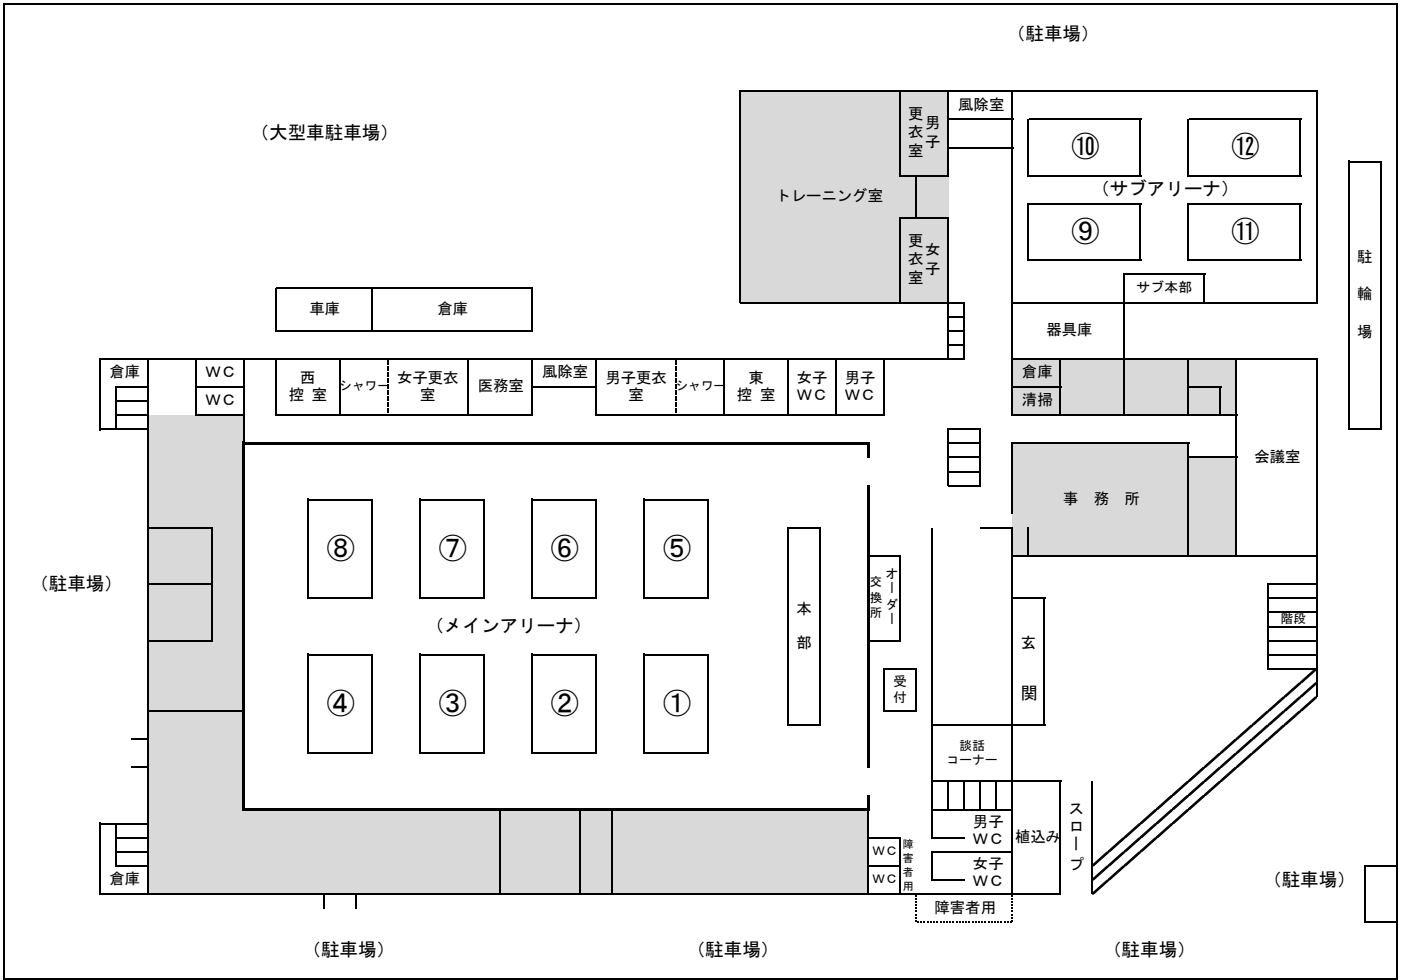 （駐車場）
（大型車駐車場）
男子
更衣室
風除室
⑩
⑫
（サブアリーナ）
トレーニング室
⑨
⑪
女子
更衣室
サブ本部
駐輪場
車庫
倉庫
器具庫
倉庫
WC
WC
西
控室
シャワー
女子更衣
室
医務室
風除室
男子更衣
室
シャワー
東
控室
女子
WC
男子
WC
倉庫
清掃
会議室
事務所
⑧
⑦
⑥
⑤
（駐車場）
本部
オーダー
交換所
（メインアリーナ）
階段
玄関
④
③
②
①
受付
談話
コーナー
男子
WC
植込み
スロープ
WC
WC
障害者用
女子
WC
倉庫
障害者用
（駐車場）
（駐車場）
（駐車場）
（駐車場）